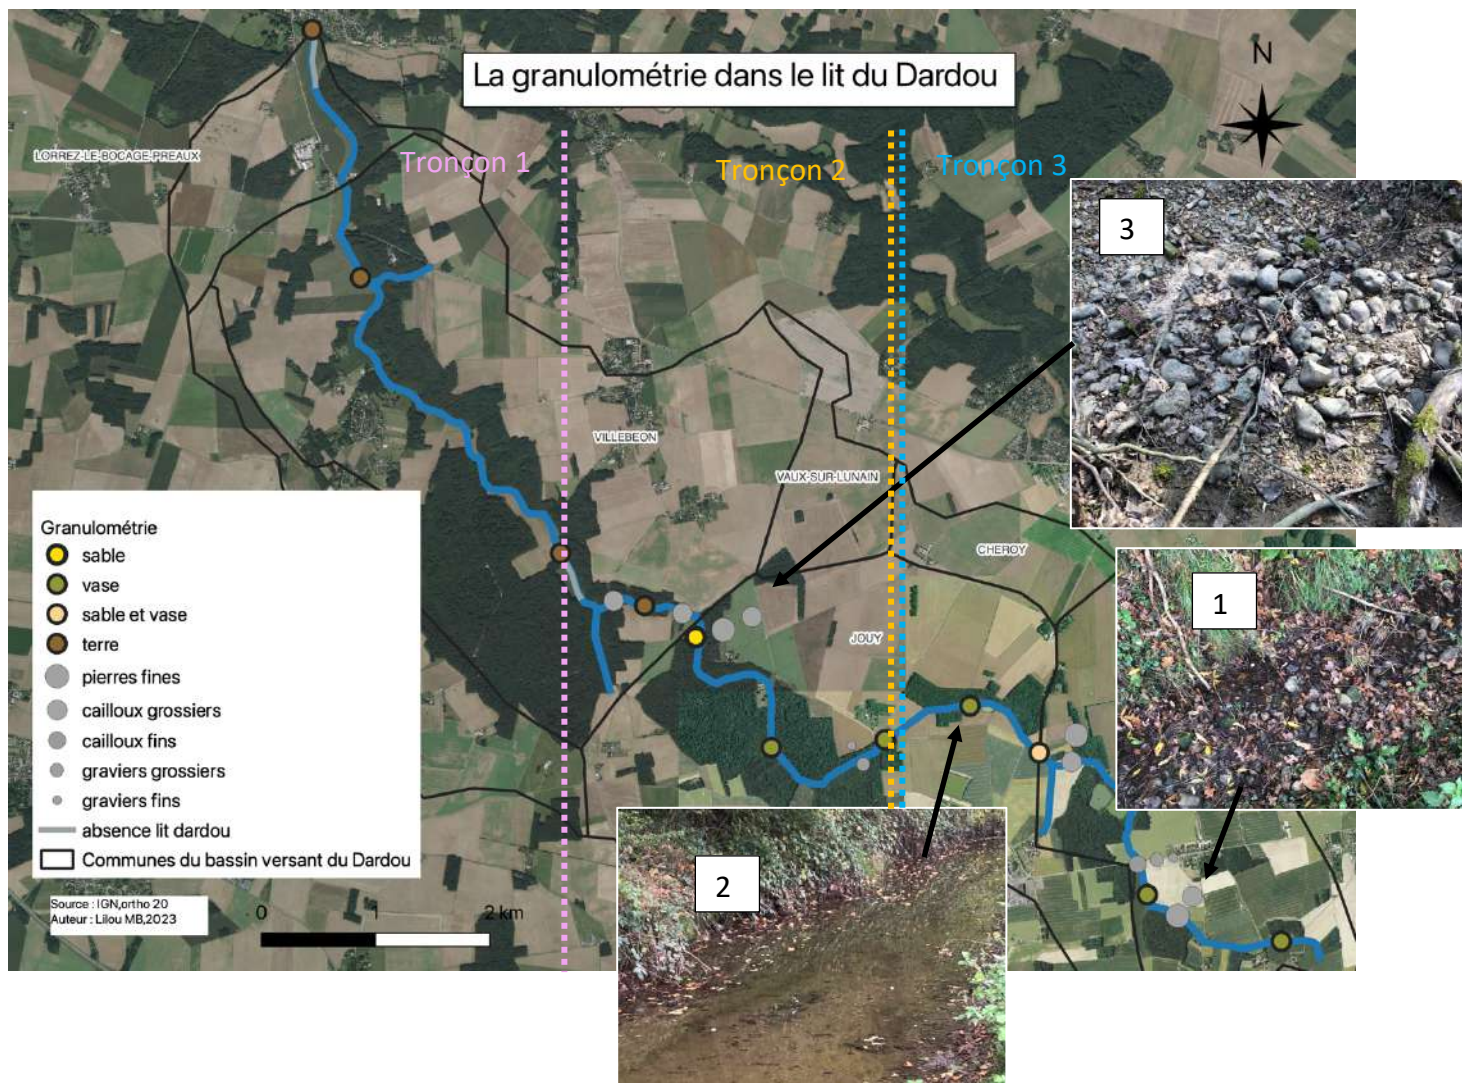 La granulométrie dans le lit du Dardou
N
LORREZ-LE-BOCAGE-PREAUX
Tronçon 1
Tronçon 2
Tronçon 3
3
VILLEBEON
VAUX-SUR-LUNAIN
CHEROY
JOUY
1
2
Granulométrie
sable
vase
sable et vase
terre
pierres fines
cailloux grossiers
cailloux fins
graviers grossiers
graviers fins
absence lit dardou
Communes du bassin versant du Dardou
Source : IGN,ortho 20
Auteur : Lilou MB,2023
0 1 2 km